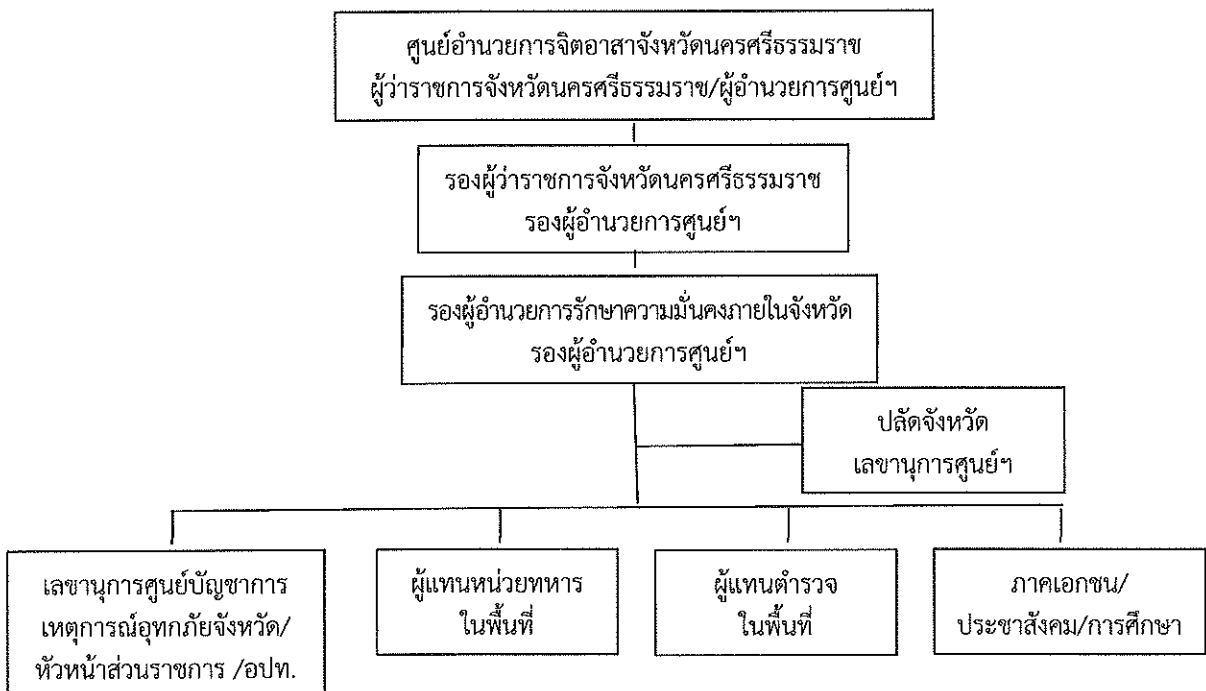 ศูนย์อำนวยการจิตอาสาจังหวัดนครศรีธรรมราช
ผู้ว่าราชการจังหวัดนครศรีธรรมราช/ผู้อำนวยการศูนย์ฯ
รองผู้ว่าราชการจังหวัดนครศรีธรรมราช
รองผู้อำนวยการศูนย์ฯ
รองผู้อำนวยการรักษาความมั่นคงภายในจังหวัด
รองผู้อำนวยการศูนย์ฯ
ปลัดจังหวัด
เลขานุการศูนย์ฯ
เลขานุการศูนย์บัญชาการ
เหตุการณ์อุทกภัยจังหวัด/
หัวหน้าส่วนราชการ /อปท.
ผู้แทนหน่วยทหาร
ในพื้นที่
ผู้แทนตำรวจ
ในพื้นที่
ภาคเอกชน/
ประชาสังคม/การศึกษา